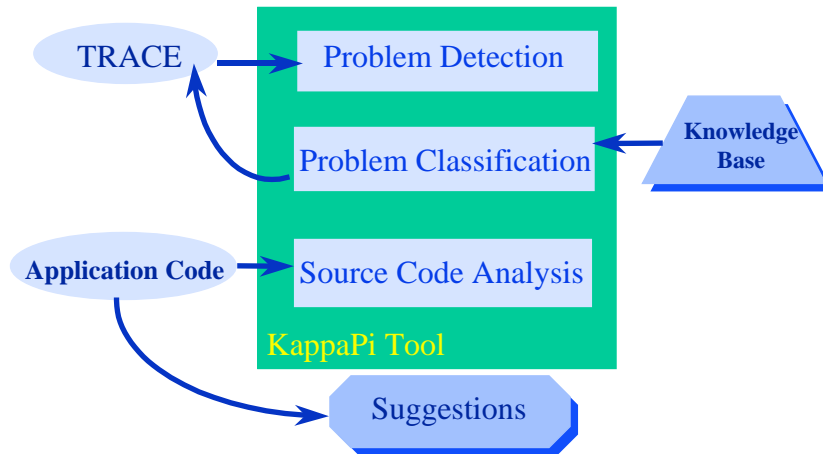 TRACE
Problem Detection
Problem Classification
Knowledge
Base
Application Code
Source Code Analysis
KappaPi Tool
Suggestions